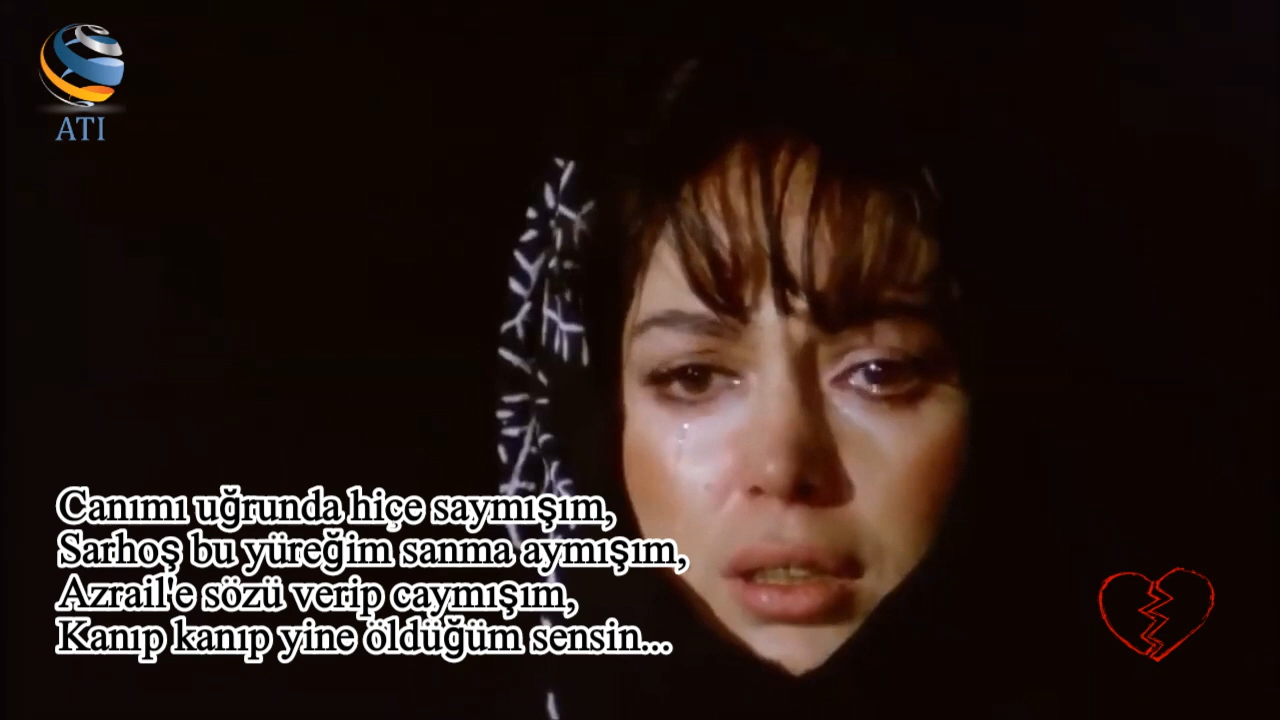 ATI
Canımı uğrunda hiçe saymışım,
Sarhoş bu yüreğim sanma aymışım,
Azrail'e sözü verip caymışım,
Kanıp kanıp yine öldüğüm sensin...